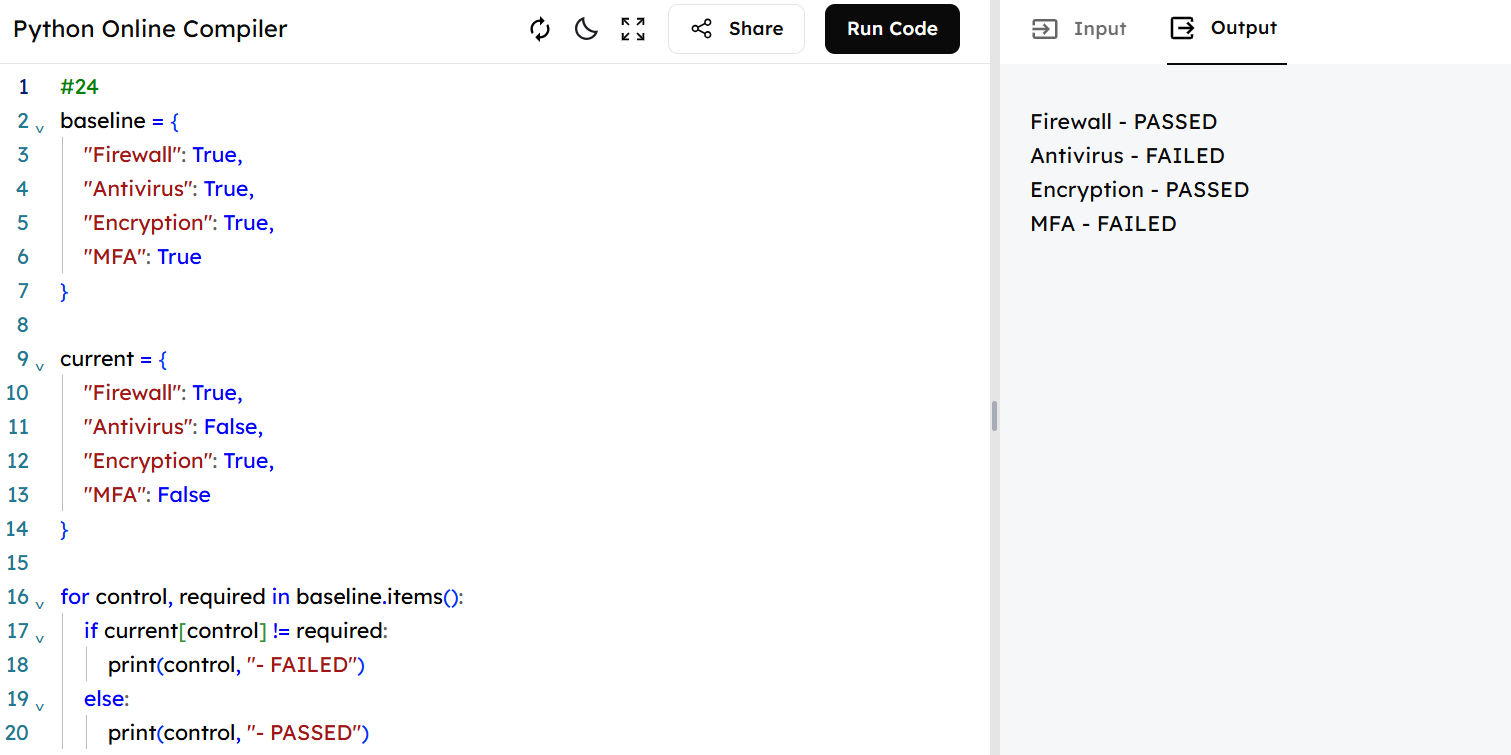 Python Online Compiler
Share
Run Code
Input
Output
1 #24
2 baseline = {
3 "Firewall": True,
4 "Antivirus": True,
5 "Encryption": True,
6 "MFA": True
7 }
8
9 current = {
10 "Firewall": True,
11 "Antivirus": False,
12 "Encryption": True,
13 "MFA": False
14 }
15
16 for control, required in baseline.items():
17 if current[control] != required:
18 print(control, "- FAILED")
19 else:
20 print(control, "- PASSED")
Firewall - PASSED
Antivirus - FAILED
Encryption - PASSED
MFA - FAILED